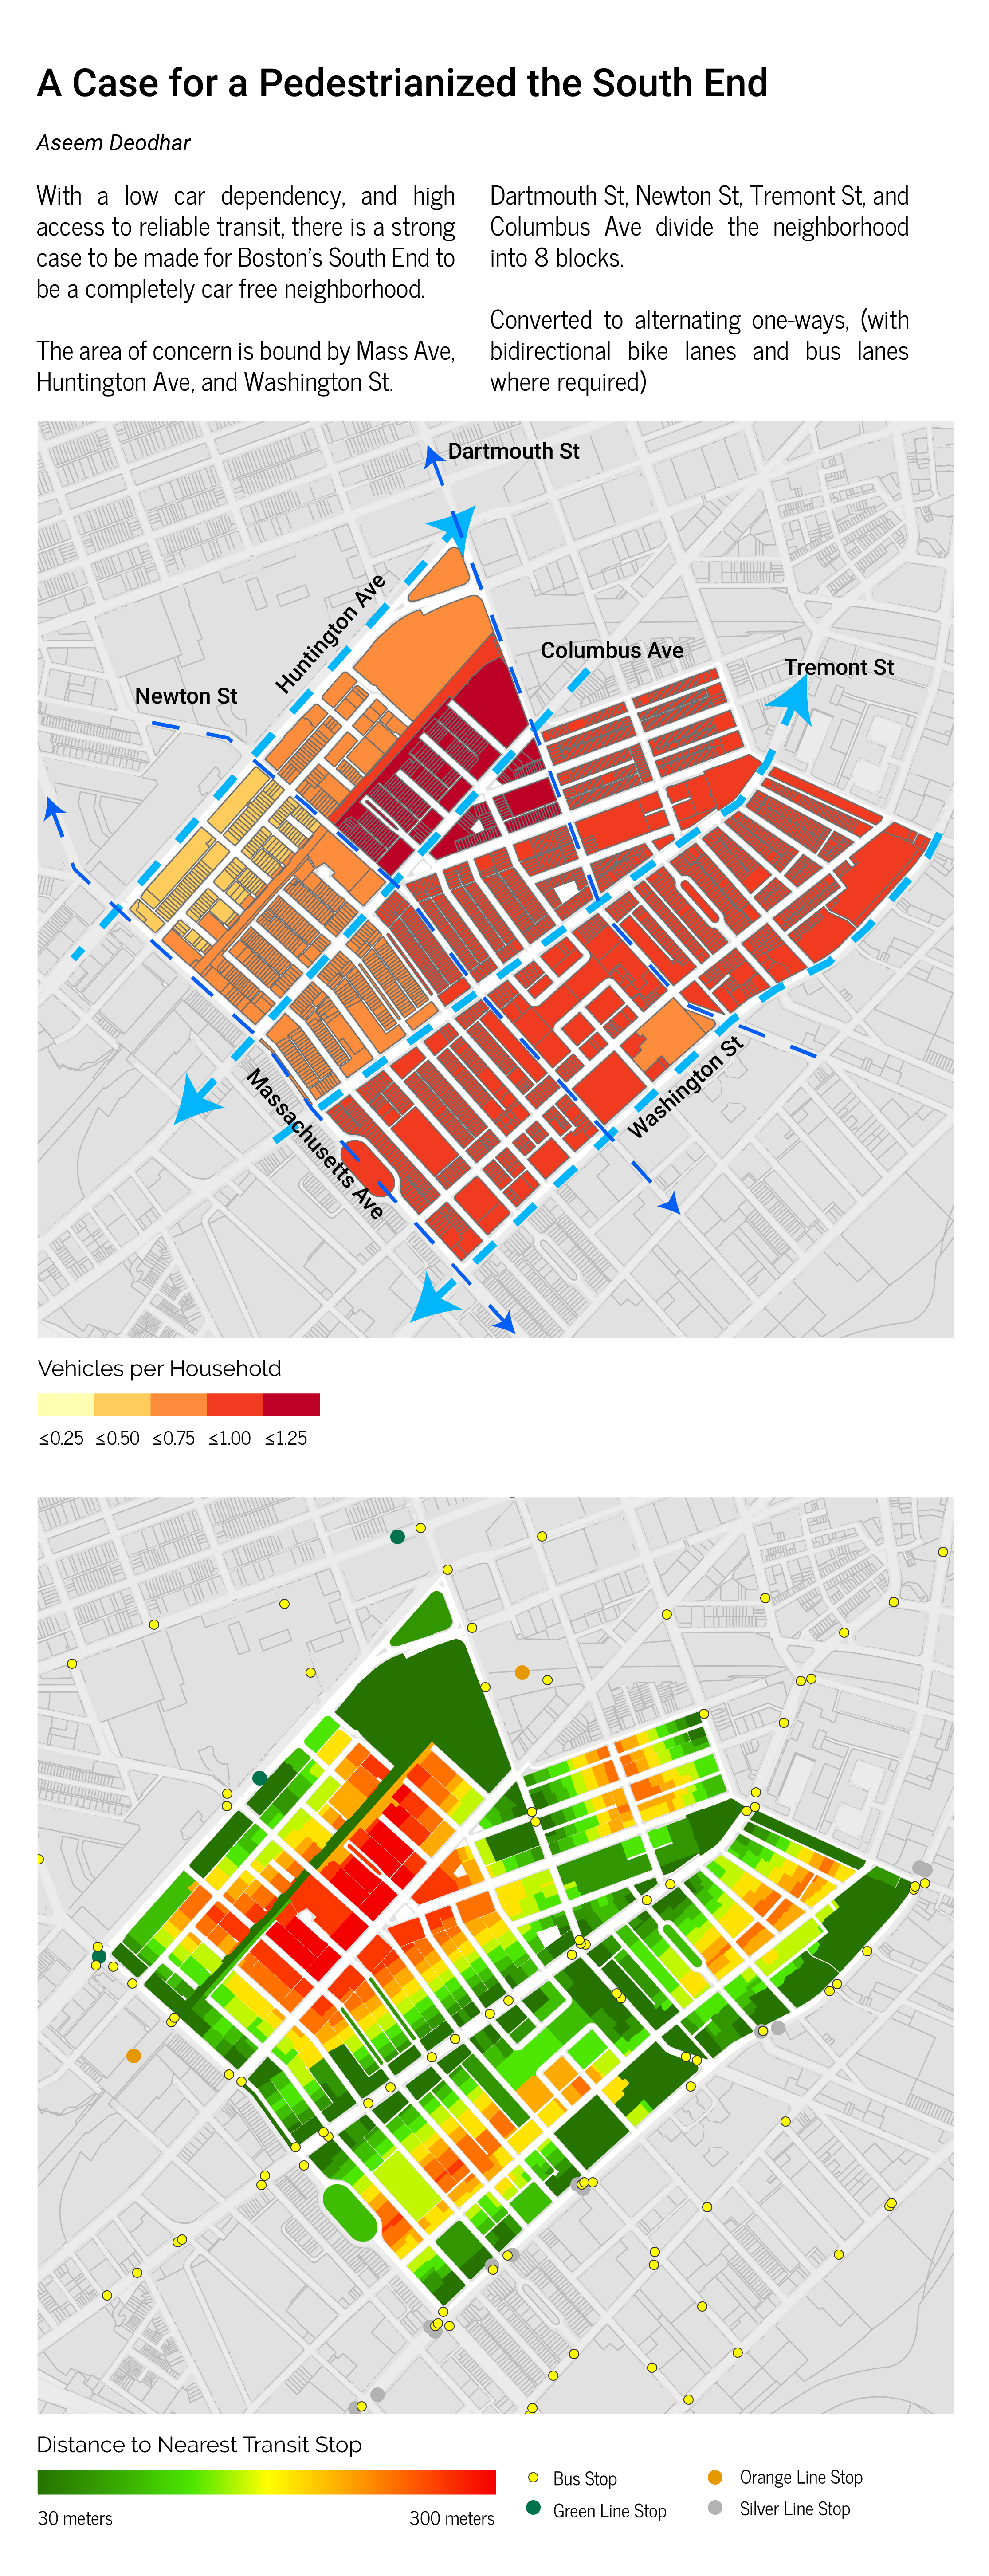 A Case for a Pedestrianized the South End
Aseem Deodhar
With a low car dependency, and high
access to reliable transit, there is a strong
case to be made for Boston's South End to
be a completely car free neighborhood.
The area of concern is bound by Mass Ave,
Huntington Ave, and Washington St.
Dartmouth St, Newton St, Tremont St, and
Columbus Ave divide the neighborhood
into 8 blocks.
Converted to alternating one-ways, (with
bidirectional bike lanes and bus lanes
where required)
Dartmouth St
Huntington Ave
Columbus Ave
Tremont St
Newton St
Washington St
Massachusetts Ave
Vehicles per Household
≤0.25 ≤0.50 ≤0.75 ≤1.00 ≤1.25
Distance to Nearest Transit Stop
30 meters 300 meters
Bus Stop
Orange Line Stop
Green Line Stop
Silver Line Stop